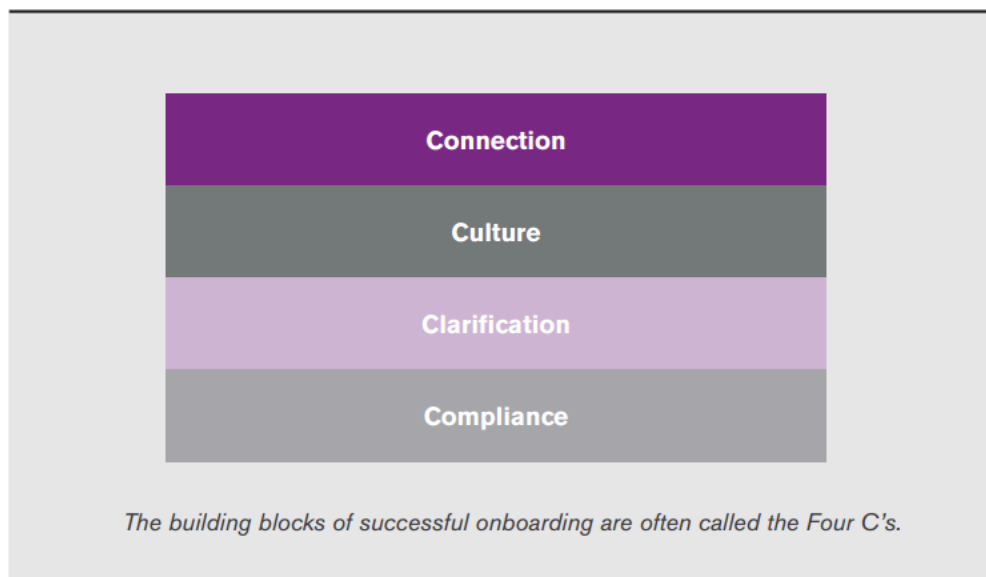 Connection
Culture
Clarification
Compliance
The building blocks of successful onboarding are often called the Four C's.